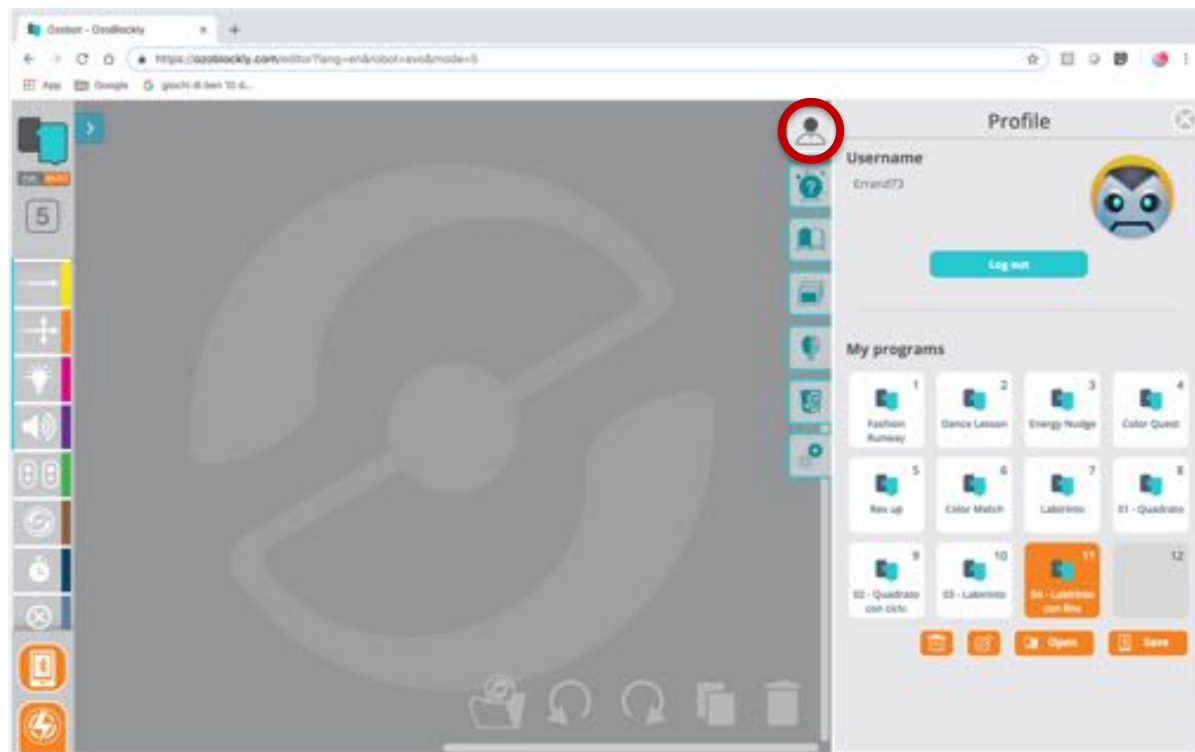 Ozobot - OzoBlockly
https://ozoblockly.com/editor?lang=en&robot=evo&mode=5
App Google giochi di ben 10 d...
Profile
Username
Errand73
5
Log out
My programs
1 2 3 4
Fashion Runway Dance Lesson Energy Nudge Color Quest
5 6 7 8
Rev up Color Match Labirinto 01 - Quadrato
9 10 11 12
02 - Quadrato con ciclo 03 - Labirinto 04 - Labirinto con fine
Open Save